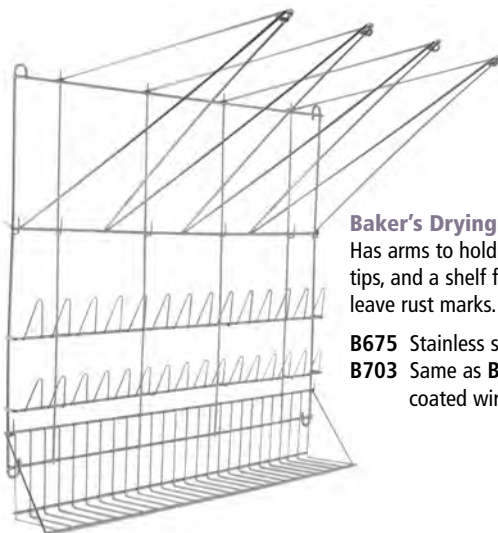 Baker's Drying
Has arms to hold
tips, and a shelf f
leave rust marks.
B675 Stainless s
B703 Same as B
coated wir